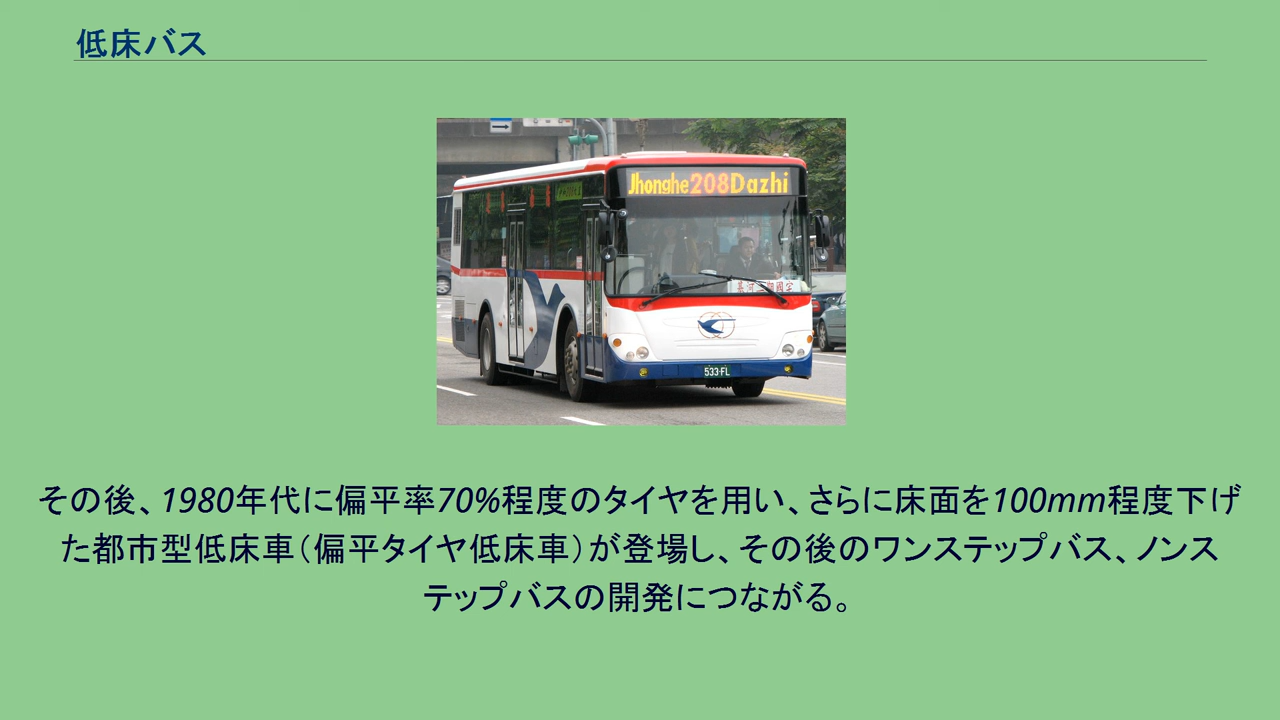 低床バス
Jhonghe208Dazhi
533-FL
その後、1980年代に偏平率70%程度のタイヤを用い、さらに床面を100mm程度下げ
た都市型低床車（偏平タイヤ低床車）が登場し、その後のワンステップバス、ノンス
テップバスの開発につながる。